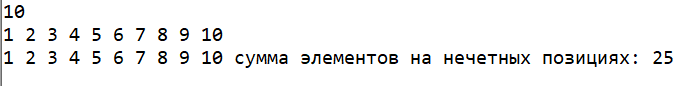 10
1 2 3 4 5 6 7 8 9 10
1 2 3 4 5 6 7 8 9 10 сумма элементов на нечетных позициях: 25